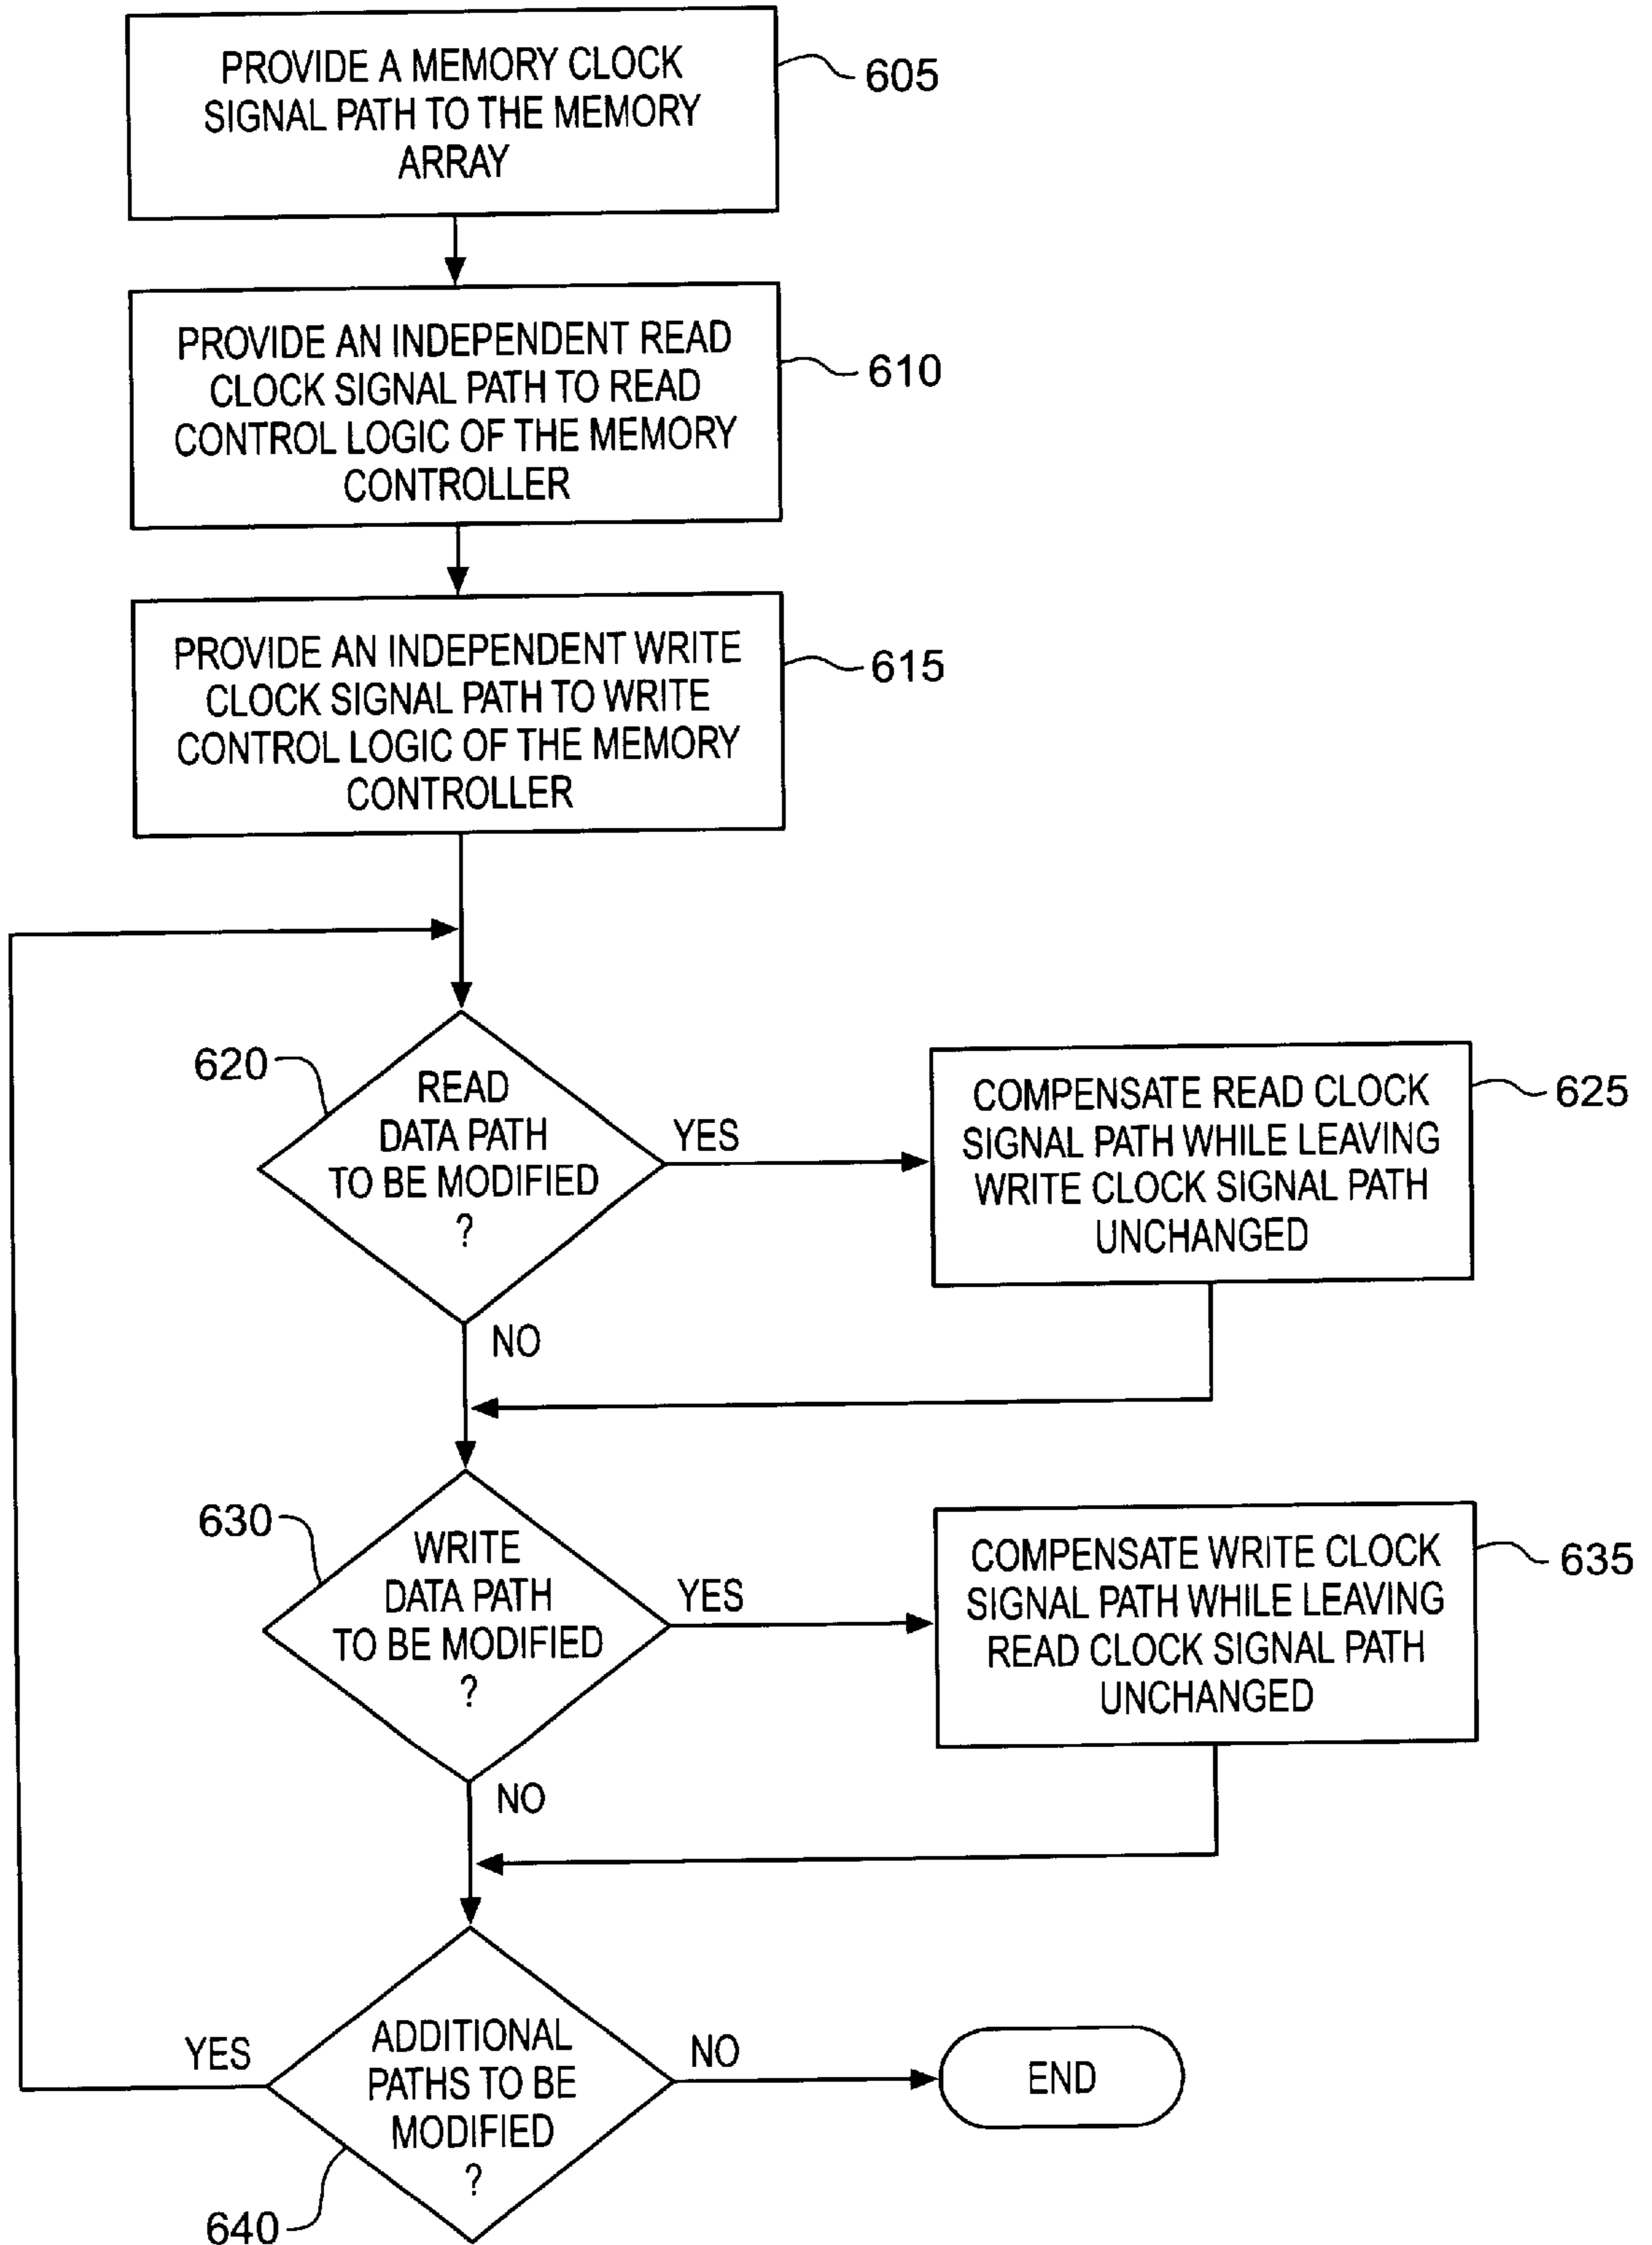 PROVIDE A MEMORY CLOCK
SIGNAL PATH TO THE MEMORY
ARRAY
605
PROVIDE AN INDEPENDENT READ
CLOCK SIGNAL PATH TO READ
CONTROL LOGIC OF THE MEMORY
CONTROLLER
610
PROVIDE AN INDEPENDENT WRITE
CLOCK SIGNAL PATH TO WRITE
CONTROL LOGIC OF THE MEMORY
CONTROLLER
615
620
READ
DATA PATH
TO BE MODIFIED
?
YES
NO
COMPENSATE READ CLOCK
SIGNAL PATH WHILE LEAVING
WRITE CLOCK SIGNAL PATH
UNCHANGED
625
630
WRITE
DATA PATH
TO BE MODIFIED
?
YES
NO
COMPENSATE WRITE CLOCK
SIGNAL PATH WHILE LEAVING
READ CLOCK SIGNAL PATH
UNCHANGED
635
YES
ADDITIONAL
PATHS TO BE
MODIFIED
?
NO
END
640